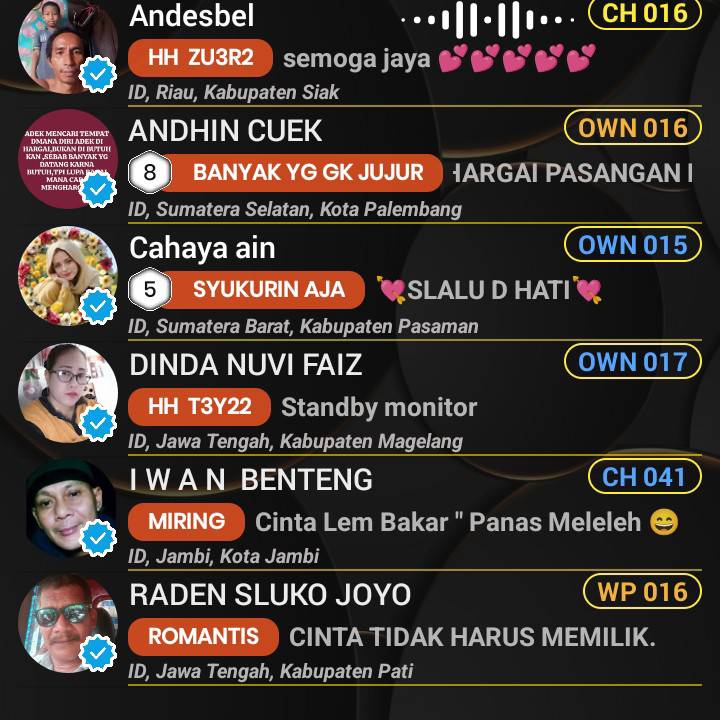 Andesbel
CH 016
HH ZU3R2 semoga jaya 💕💕💕💕💕
ID, Riau, Kabupaten Siak
ADEK MENCARI TEMPAT
DMANA DIRI ADEK DI
HARGAI,BUKAN DI BUTUH
KAN ,SEBAB BANYAK YG
DATANG KARNA
BUTUH,TPI LUPA
MANA
MENGHARG
ANDHIN CUEK
OWN 016
8 BANYAK YG GK JUJUR HARGAI PASANGAN
ID, Sumatera Selatan, Kota Palembang
Cahaya ain
OWN 015
5 SYUKURIN AJA 💘SLALU D HATI💘
ID, Sumatera Barat, Kabupaten Pasaman
DINDA NUVI FAIZ
OWN 017
HH T3Y22 Standby monitor
ID, Jawa Tengah, Kabupaten Magelang
I W A N BENTENG
CH 041
MIRING Cinta Lem Bakar " Panas Meleleh 😄
ID, Jambi, Kota Jambi
RADEN SLUKO JOYO
WP 016
ROMANTIS CINTA TIDAK HARUS MEMILIK.
ID, Jawa Tengah, Kabupaten Pati